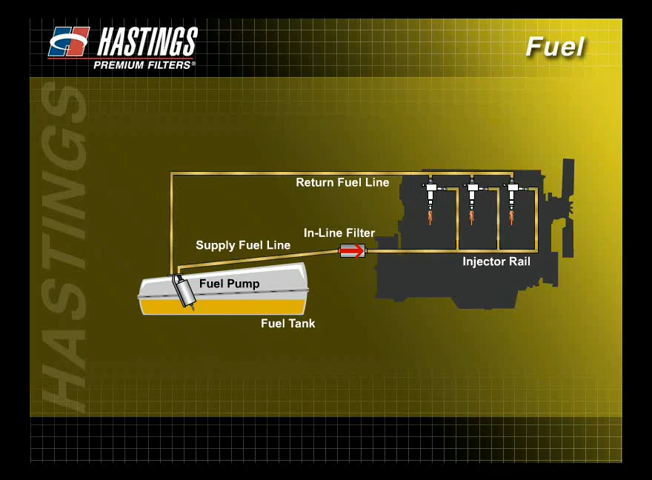 HASTINGS
PREMIUM FILTERS®
Fuel
HASTINGS
Return Fuel Line
In-Line Filter
Supply Fuel Line
Injector Rail
Fuel Pump
Fuel Tank